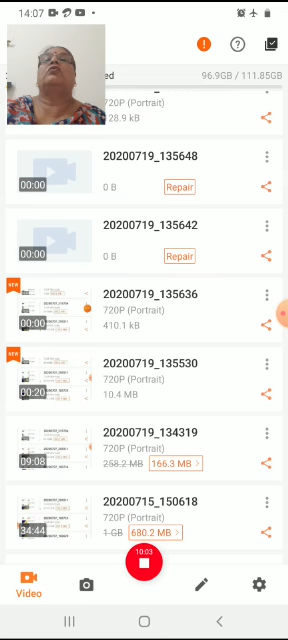 14:07
ed
96.9GB / 111.85GB
720P (Portrait)
28.9 kB
20200719_135648
00:00
0 B
Repair
20200719_135642
00:00
0 B
Repair
NEW
20200719_135636
720P (Portrait)
00:00
410.1 kB
NEW
20200719_135530
720P (Portrait)
00:20
10.4 MB
20200719_134319
720P (Portrait)
09:08
258.2 MB
166.3 MB >
20200715_150618
720P (Portrait)
34:44
1 GB
680.2 MB >
10:03
Video